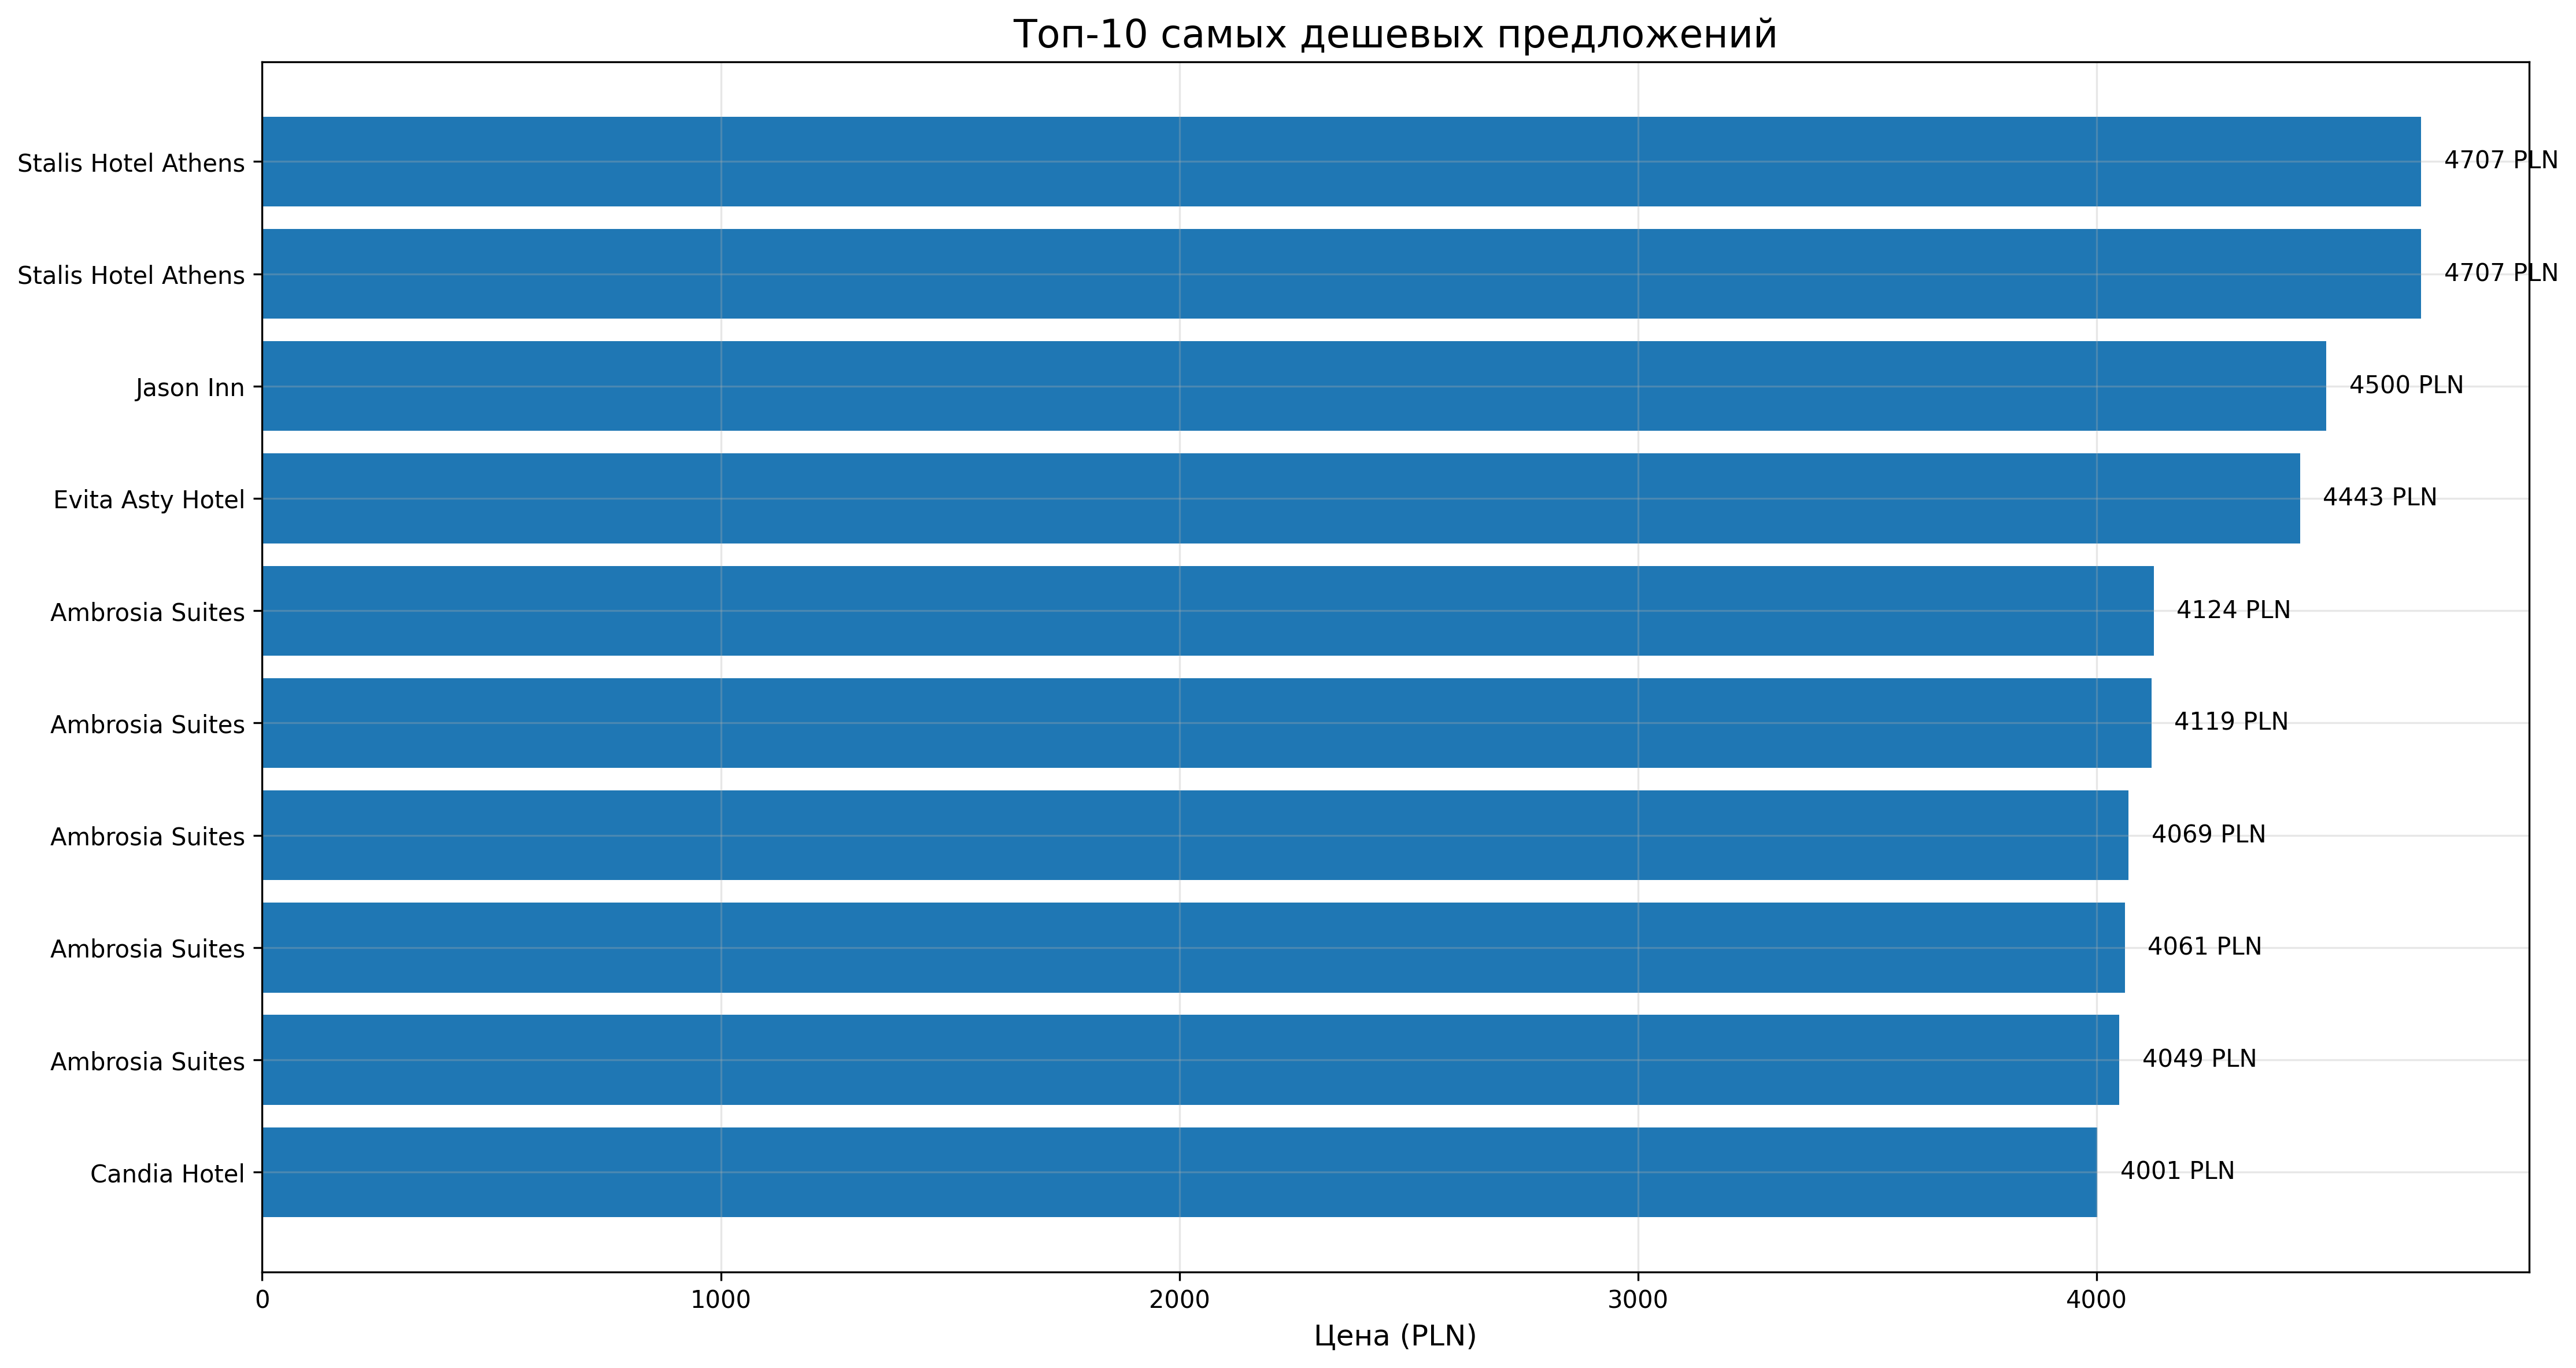 Топ-10 самых дешевых предложений
Stalis Hotel Athens 4707 PLN
Stalis Hotel Athens 4707 PLN
Jason Inn 4500 PLN
Evita Asty Hotel 4443 PLN
Ambrosia Suites 4124 PLN
Ambrosia Suites 4119 PLN
Ambrosia Suites 4069 PLN
Ambrosia Suites 4061 PLN
Ambrosia Suites 4049 PLN
Candia Hotel 4001 PLN
0 1000 2000 3000 4000
Цена (PLN)